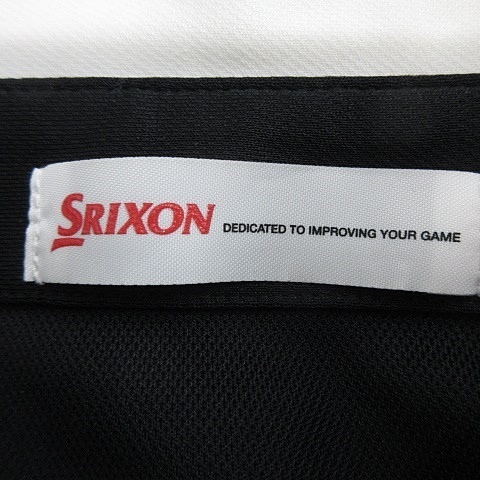 SRIXON DEDICATED TO IMPROVING YOUR GAME